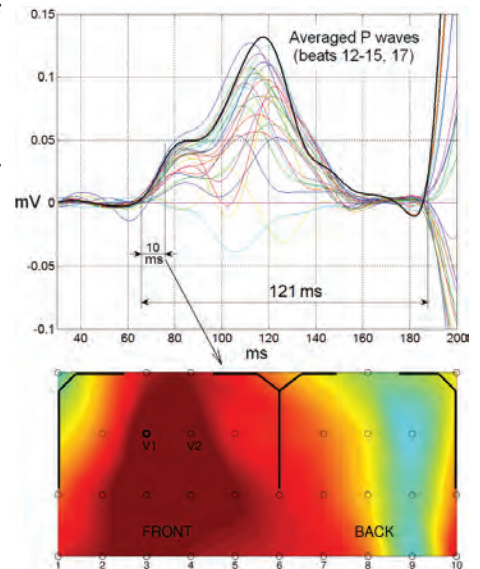 0.15
Averaged P waves
(beats 12-15, 17)
0.1
0.05
mV 0
-0.05
10
ms
121 ms
-0.1
40 60 80 100 120 140 160 180 200
ms
V1 V2
FRONT BACK
1 2 3 4 5 6 7 8 9 10